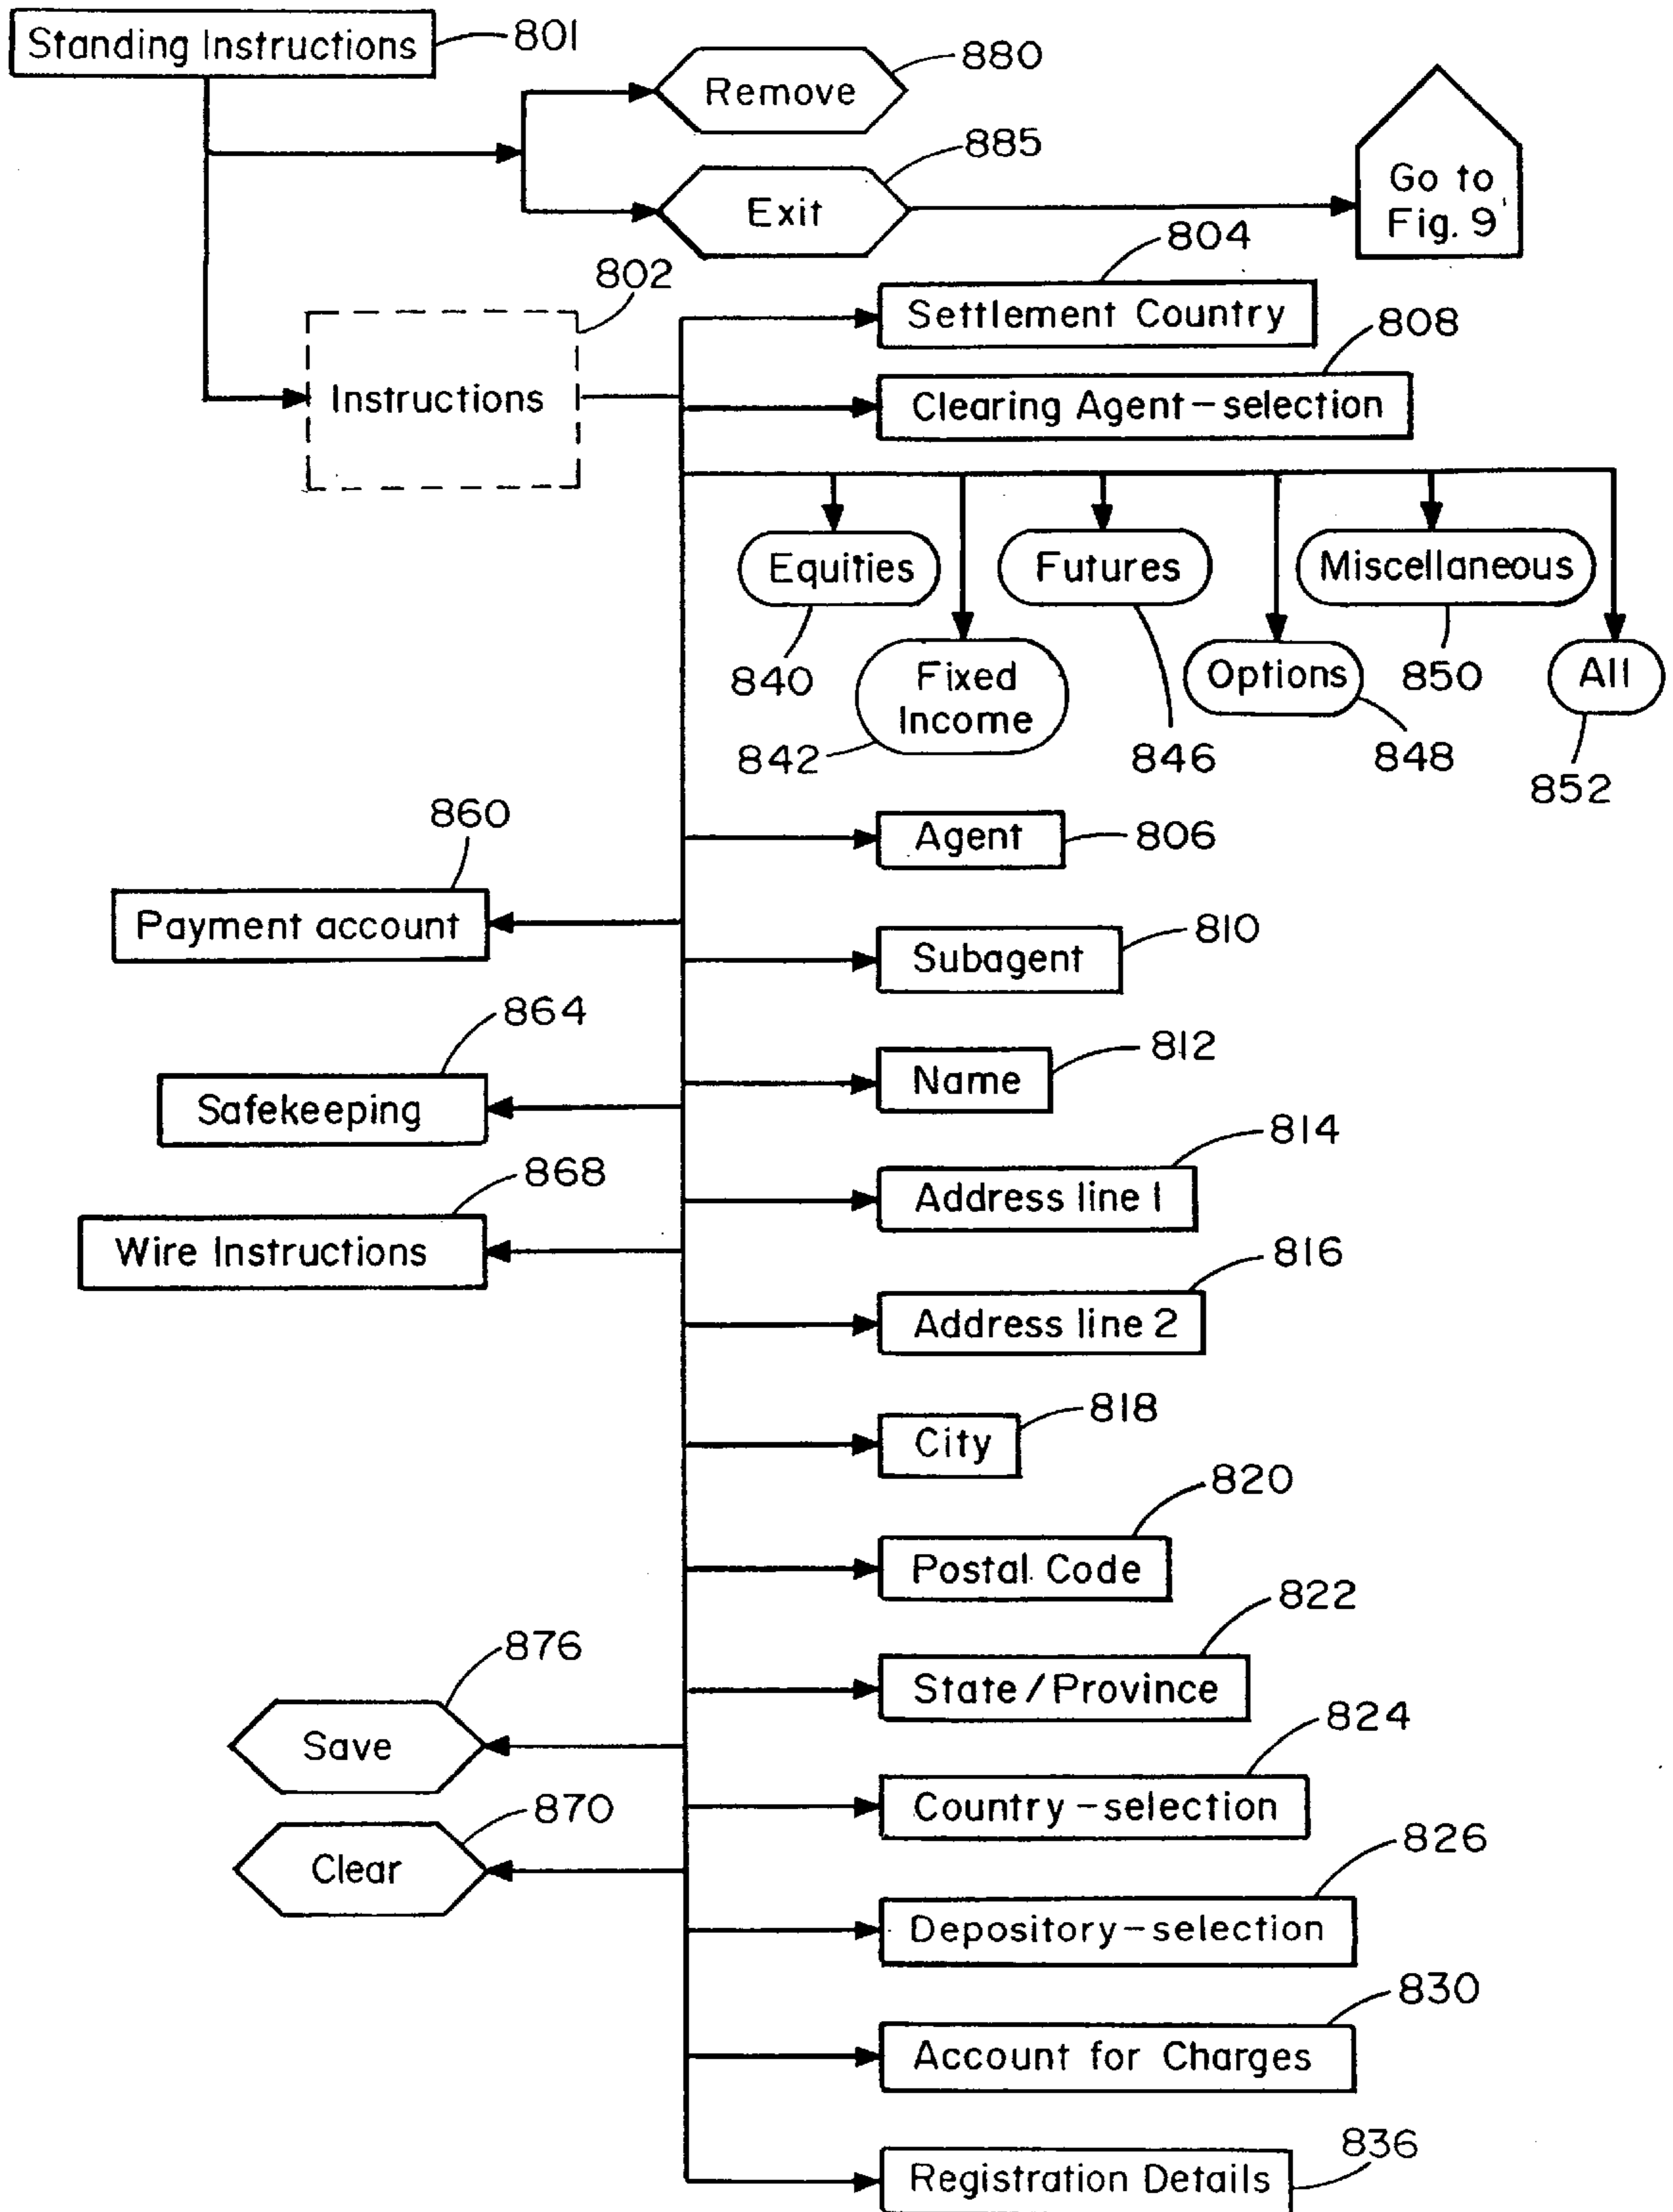 Standing Instructions
801
Remove
880
Exit
885
Go to
Fig. 9
Instructions
802
Settlement Country
804
Clearing Agent-selection
808
Equities
840
Fixed
Income
842
Futures
846
Options
848
Miscellaneous
850
All
852
Agent
806
Payment account
860
Subagent
810
Safekeeping
864
Name
812
Wire Instructions
868
Address line 1
814
Address line 2
816
City
818
Postal Code
820
State/Province
822
Save
876
Country-selection
824
Clear
870
Depository-selection
826
Account for Charges
830
Registration Details
836